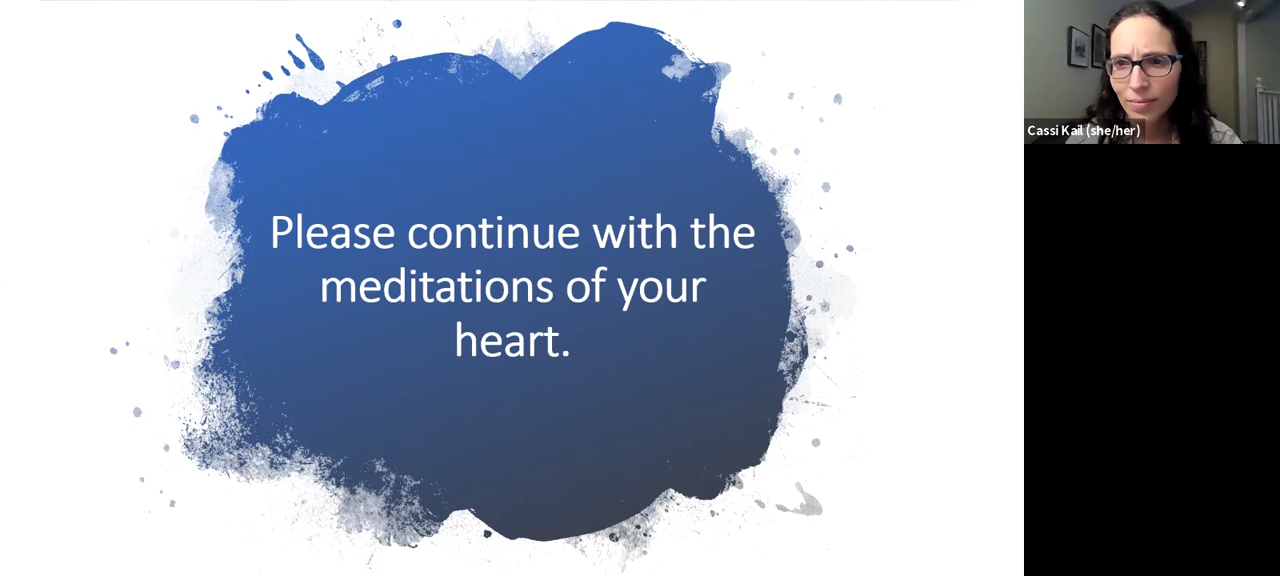 Please continue with the
meditations of your
heart.
Cassi Kail (she/her)